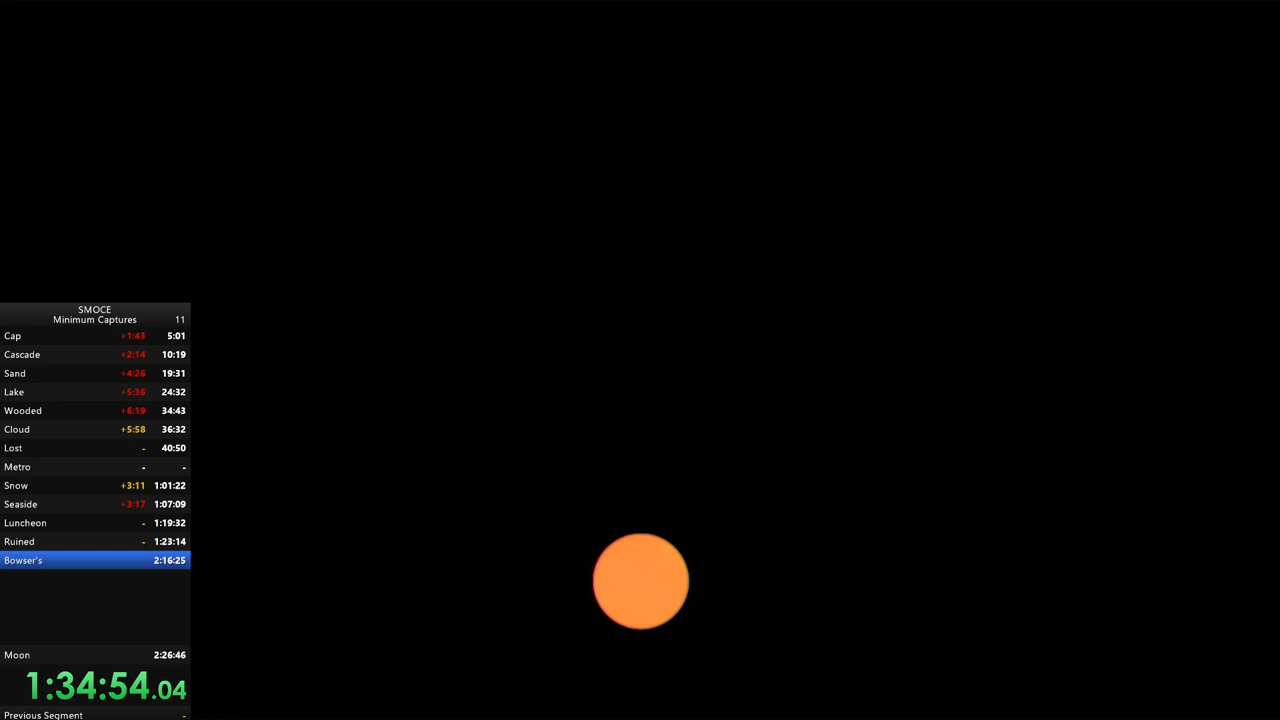 SMOCE
Minimum Captures 11
Cap +1:43 5:01
Cascade +2:14 10:19
Sand +4:26 19:31
Lake +5:36 24:32
Wooded +6:19 34:43
Cloud +5:58 36:32
Lost - 40:50
Metro - -
Snow +3:11 1:01:22
Seaside +3:17 1:07:09
Luncheon - 1:19:32
Ruined - 1:23:14
Bowser's 2:16:25
Moon 2:26:46
1:34:54.04
Previous Segment -